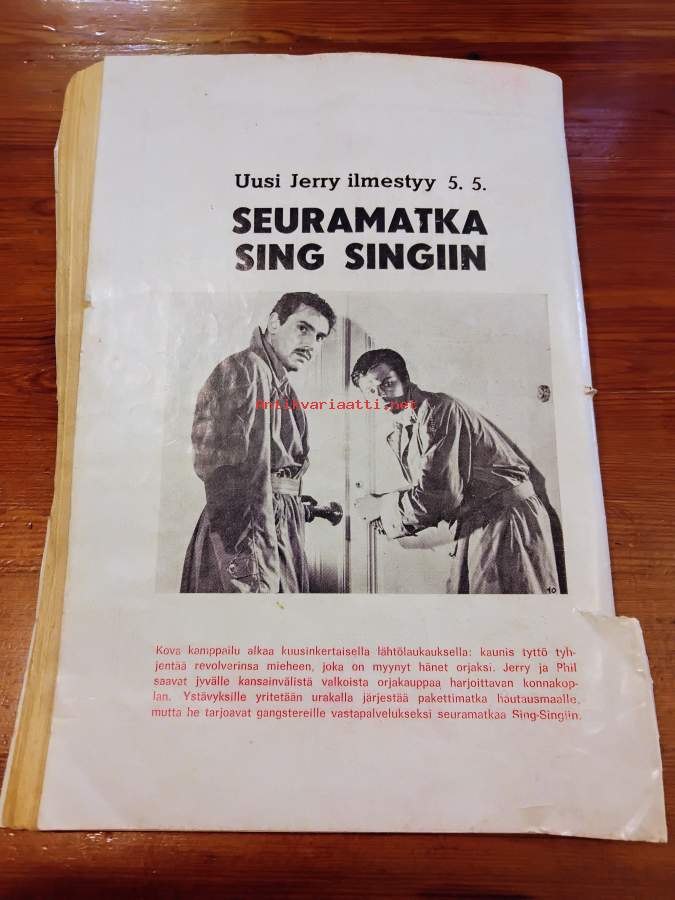 Uusi Jerry ilmestyy 5. 5.
SEURAMATKA
SING SINGIIN
Antikvariaatti.net
10
Kova kamppailu alkaa kuusinkertaisella lähtölaukauksella: kaunis tyttö tyh-
jentää revolverinsa mieheen, joka on myynyt hänet orjaksi. Jerry ja Phil
saavat jyvälle kansainvälistä valkoista orjakauppaa harjoittavan konnakop-
lan. Ystävyksille yritetään urakalla järjestää pakettimatka hautausmaalle,
mutta he tarjoavat gangstereille vastapalvelukseksi seuramatkaa Sing-Singiin.